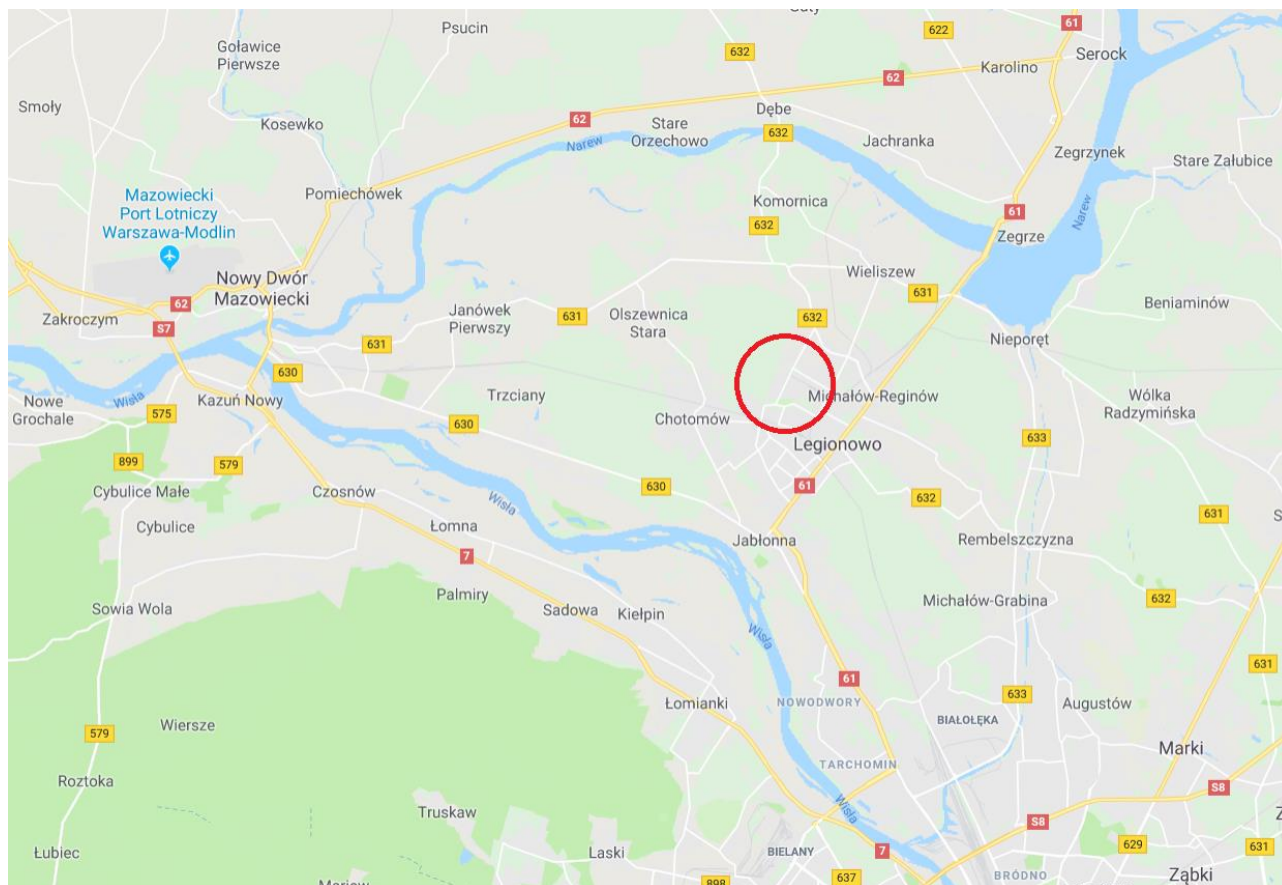 Psucin
632
622
61
Serock
Goławice
Pierwsze
Karolino
62
Smoły
Kosewko
62
Dębe
Stare
Orzechowo
632
Jachranka
Narew
Zegrzynek
Stare Załubice
Mazowiecki
Port Lotniczy
Warszawa-Modlin
Pomiechówek
Komornica
632
61
Zegrze
Narew
Nowy Dwór
Mazowiecki
Wieliszew
631
62
Zakroczym
S7
Janówek
Pierwszy
631
Olszewnica
Stara
632
Beniaminów
Nieporęt
631
630
Wisła
Kazuń Nowy
Nowe
Grochale
575
Trzciany
Michałów-Reginów
Wólka
Radzymińska
Chotomów
630
Legionowo
633
899
579
Cybulice Małe
Czosnów
630
61
632
Wisła
631
Cybulice
Łomna
Jabłonna
Rembelszczyzna
7
Palmiry
Sowia Wola
Sadowa
Kiełpin
Michałów-Grabina
632
Wisła
631
61
Łomianki
NOWODWORY
633
Augustów
BIAŁOŁĘKA
Wiersze
579
Marki
TARCHOMIN
Roztoka
S8
Truskaw
Wisła
S8
Łubiec
Laski
BIELANY
7
629
631
BRÓDNO
Ząbki
637
898